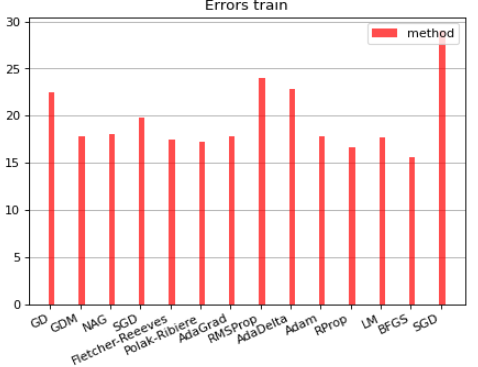 Errors train
method
30
25
20
15
10
5
0
GD
GDM
NAG
SGD
Fletcher-Reeeves
Polak-Ribiere
AdaGrad
RMSProp
AdaDelta
Adam
RProp
LM
BFGS
SGD